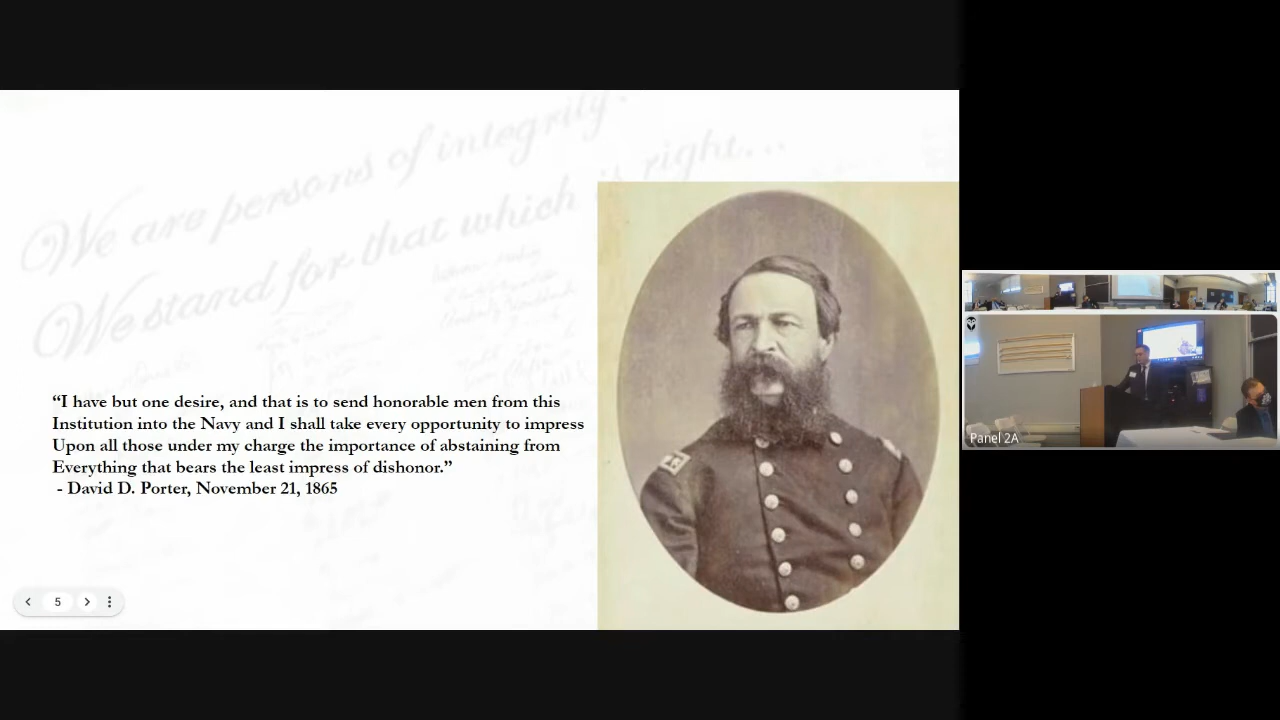 We are persons of integrity.
We stand for that which is right...
“I have but one desire, and that is to send honorable men from this
Institution into the Navy and I shall take every opportunity to impress
Upon all those under my charge the importance of abstaining from
Everything that bears the least impress of dishonor.”
- David D. Porter, November 21, 1865
5
Panel 2A